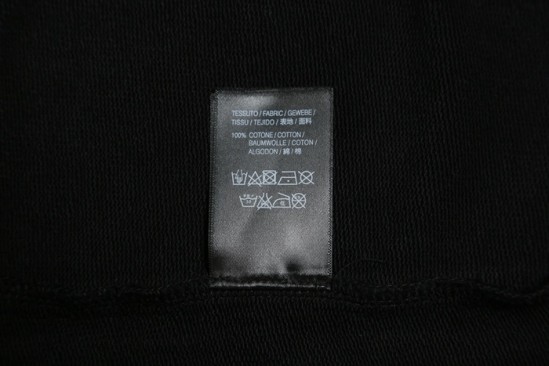 TESSUTO / FABRIC / GEWEBE /
TISSU / TEJIDO / 表地 / 面料
100% COTONE / COTTON /
BAUMWOLLE / COTON /
ALGODON / 綿 / 棉